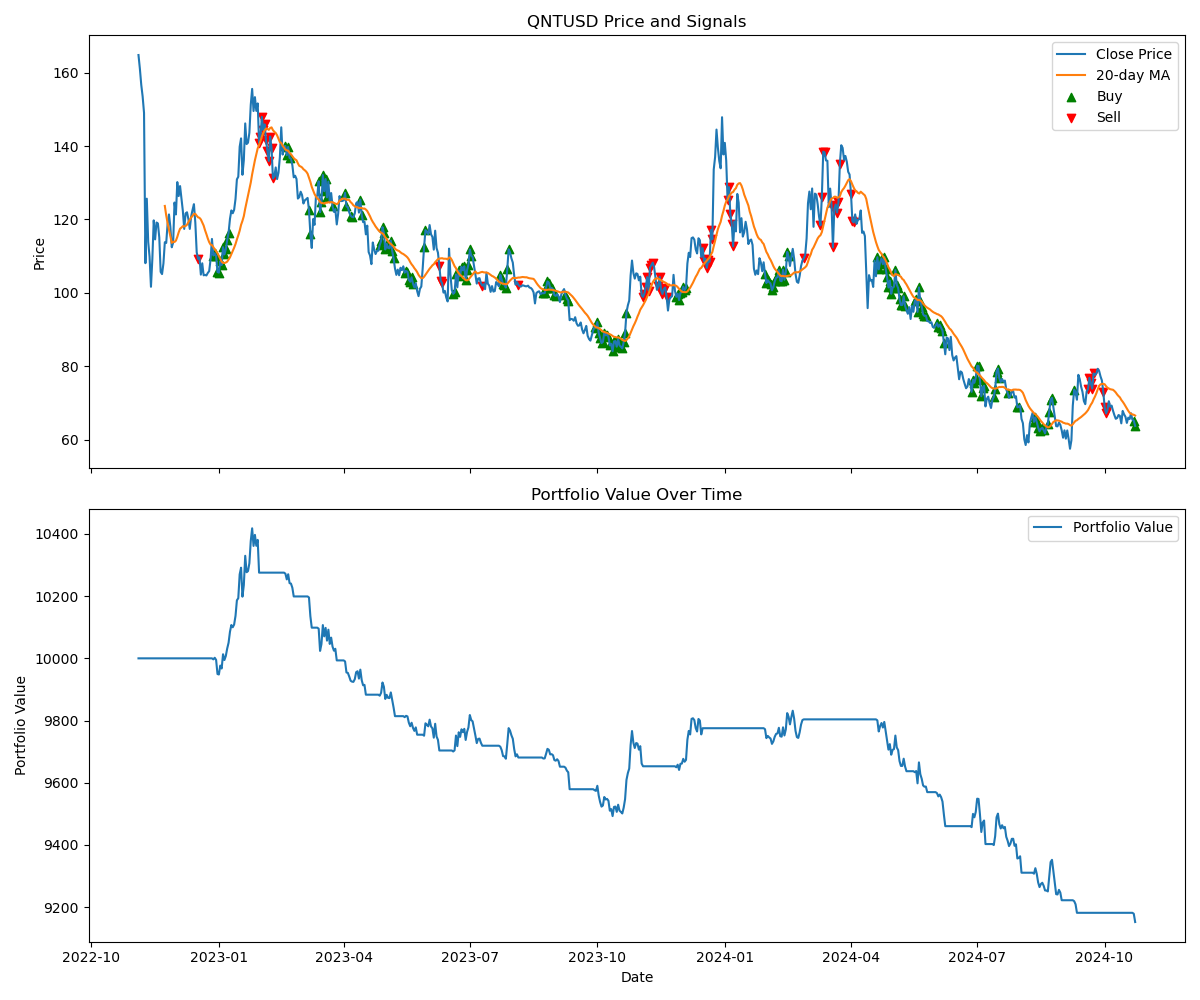 QNTUSD Price and Signals
Price
160
140
120
100
80
60
Close Price
20-day MA
Buy
Sell
Portfolio Value Over Time
Portfolio Value
10400
10200
10000
9800
9600
9400
9200
Portfolio Value
2022-10
2023-01
2023-04
2023-07
2023-10
2024-01
2024-04
2024-07
2024-10
Date